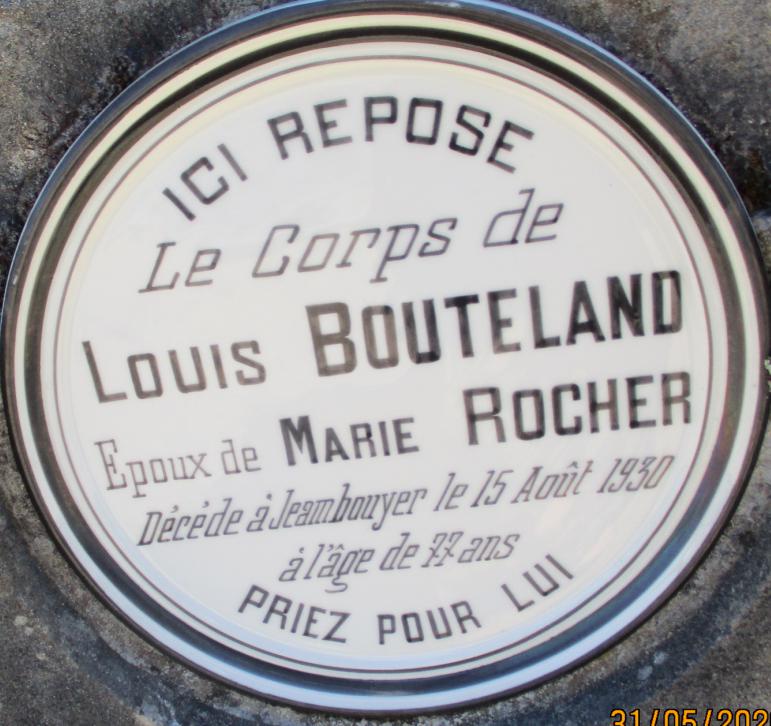 ICI REPOSE
Le Corps de
LOUIS BOUTELAND
Epoux de MARIE ROCHER
Décéde à Jeambouyer le 15 Août 1930
à l'âge de 77 ans
PRIEZ POUR LUI
31/05/202